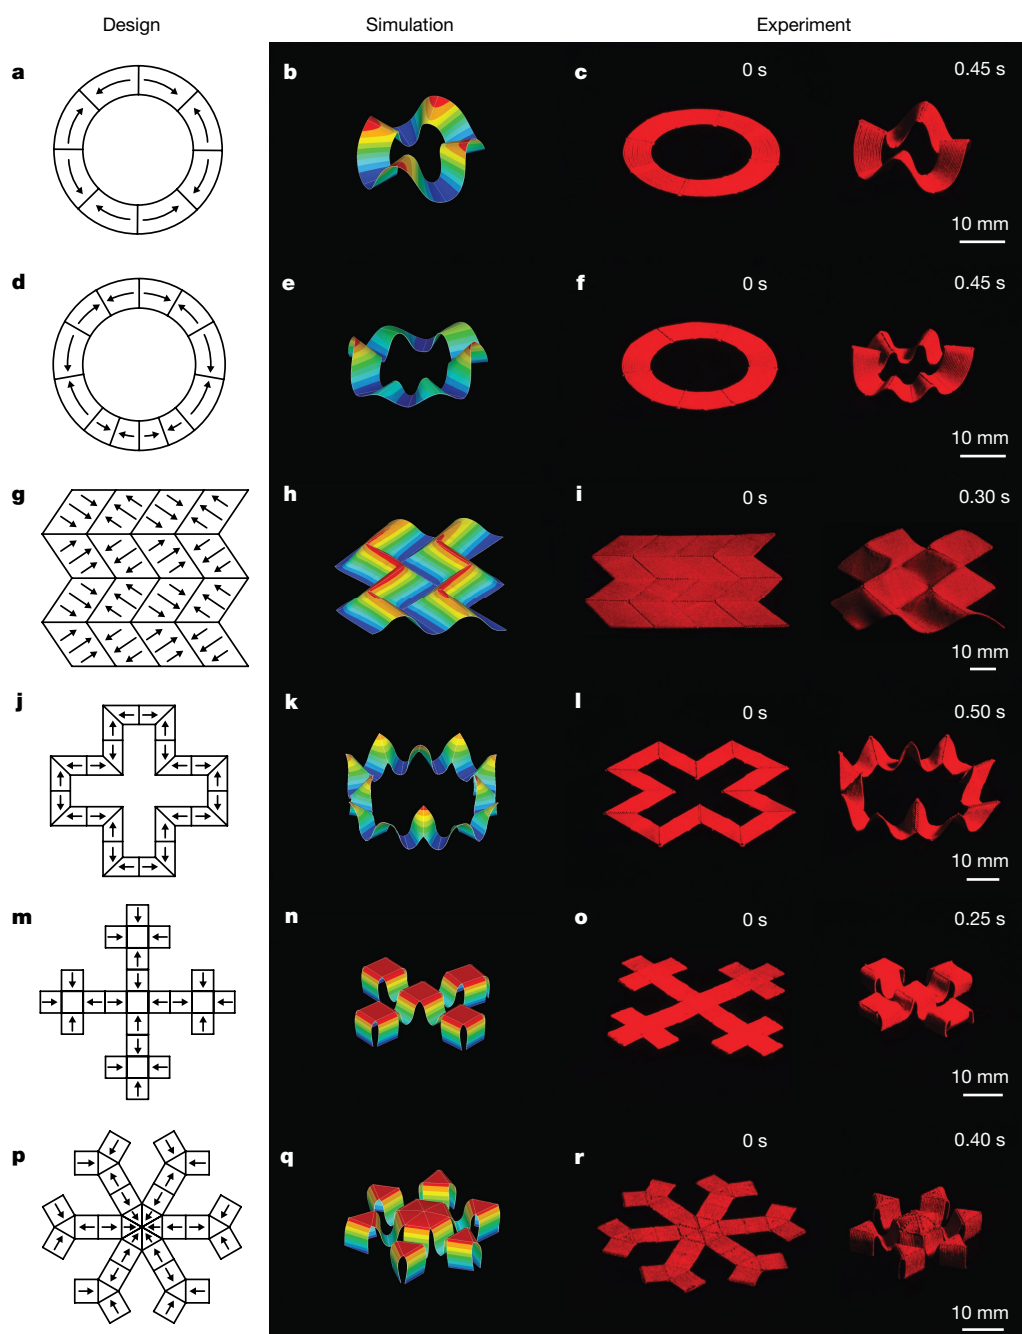 Design Simulation Experiment
a b c 0 s 0.45 s
10 mm
d e f 0 s 0.45 s
10 mm
g h i 0 s 0.30 s
10 mm
j k l 0 s 0.50 s
10 mm
m n o 0 s 0.25 s
10 mm
p q r 0 s 0.40 s
10 mm